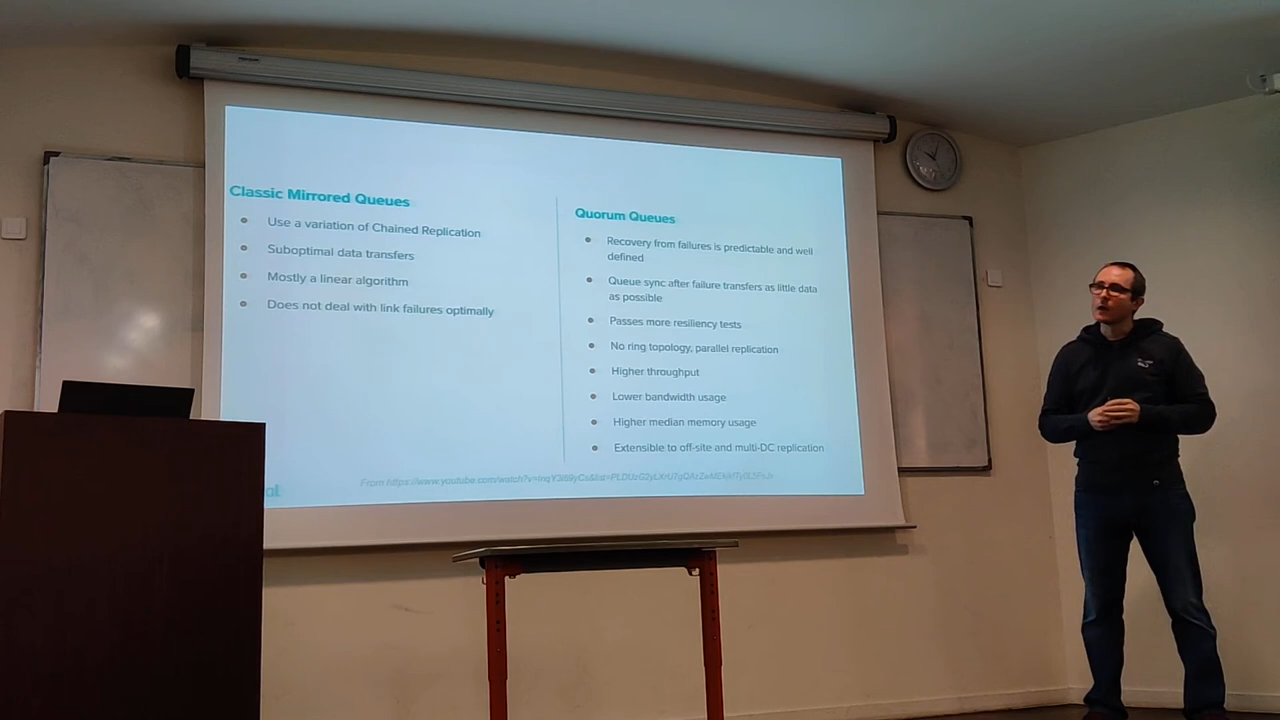 Classic Mirrored Queues
Use a variation of Chained Replication
Suboptimal data transfers
Mostly a linear algorithm
Does not deal with link failures optimally
Quorum Queues
Recovery from failures is predictable and well
defined
Queue sync after failure transfers as little data
as possible
Passes more resiliency tests
No ring topology, parallel replication
Higher throughput
Lower bandwidth usage
Higher median memory usage
Extensible to off-site and multi-DC replication
From